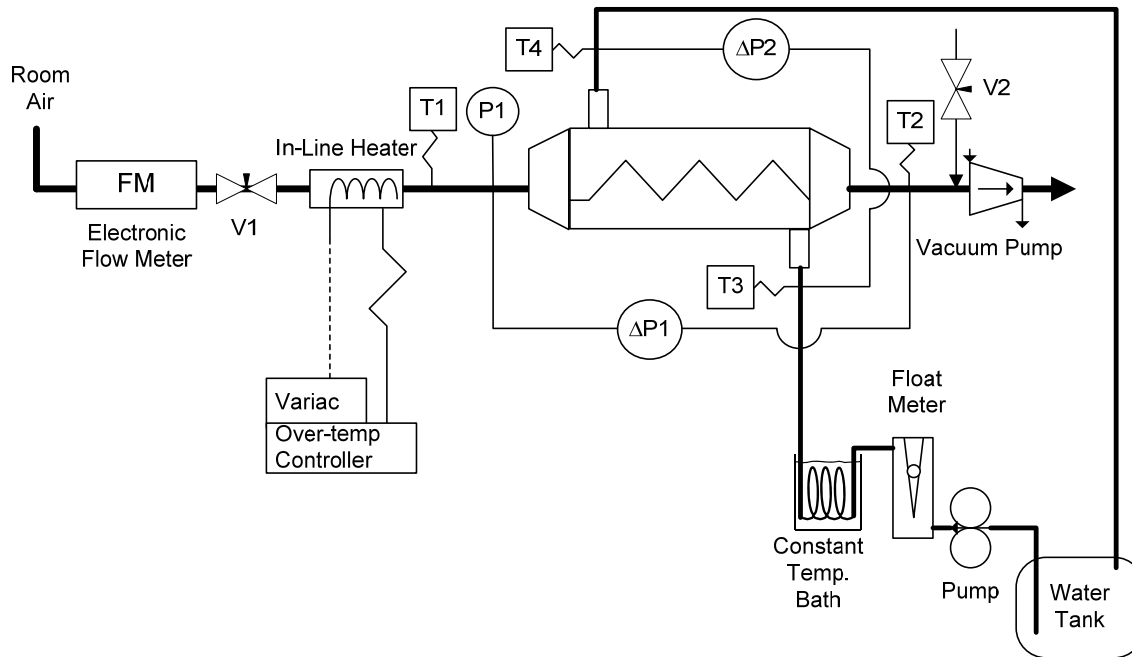 T4
ΔP2
Room
Air
T1
P1
V2
T2
In-Line Heater
FM
V1
Electronic
Flow Meter
Vacuum Pump
T3
ΔP1
Float
Meter
Variac
Over-temp
Controller
Constant
Temp.
Bath
Pump
Water
Tank